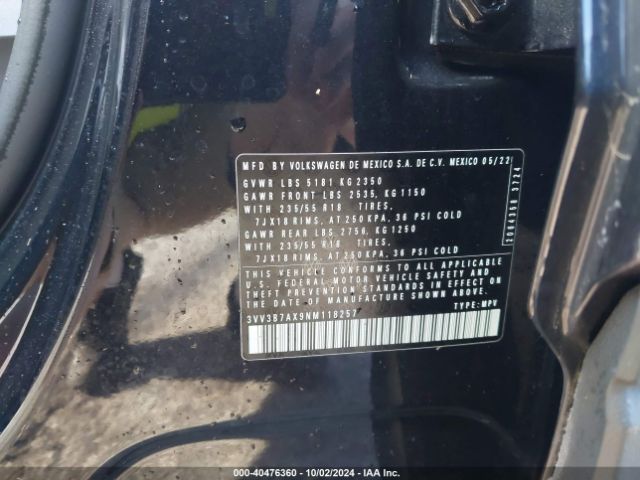 MFD BY VOLKSWAGEN DE MEXICO S.A. DE C.V. MEXICO 05/22
GVWR LBS 5181 KG 2350
GAWR FRONT LBS 2535, KG 1150
WITH 235/55 R18 TIRES,
7JX18 RIMS, AT 250 KPA, 36 PSI COLD
GAWR REAR LBS 2756, KG 1250
WITH 235/55 R18 TIRES,
7JX18 RIMS, AT 250 KPA, 36 PSI COLD
THIS VEHICLE CONFORMS TO ALL APPLICABLE
U.S. FEDERAL MOTOR VEHICLE SAFETY AND
THEFT PREVENTION STANDARDS IN EFFECT ON
THE DATE OF MANUFACTURE SHOWN ABOVE.
3VV3B7AX9NM118257 TYPE: MPV
2064358 3724
000-40476360 - 10/02/2024 - IAA Inc.